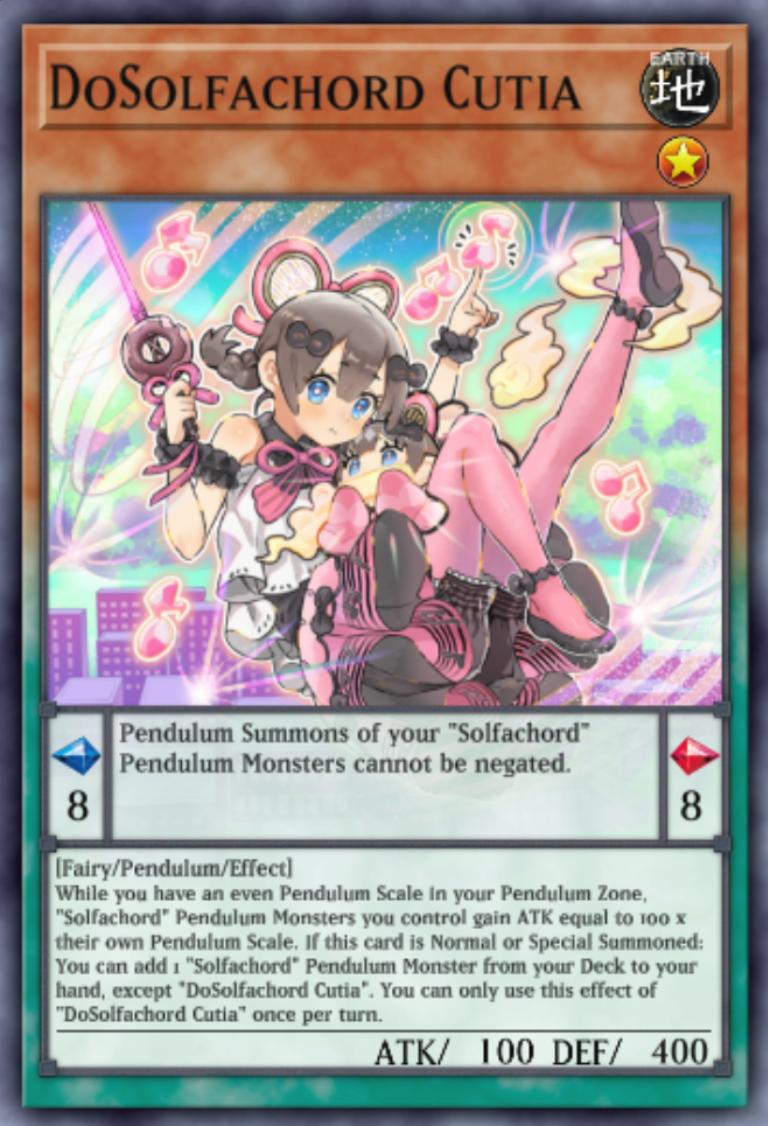 DoSolfachord Cutia
EARTH
地
Pendulum Summons of your "Solfachord"
Pendulum Monsters cannot be negated.
8
8
[Fairy/Pendulum/Effect]
While you have an even Pendulum Scale in your Pendulum Zone,
"Solfachord" Pendulum Monsters you control gain ATK equal to 100 x
their own Pendulum Scale. If this card is Normal or Special Summoned:
You can add 1 "Solfachord" Pendulum Monster from your Deck to your
hand, except "DoSolfachord Cutia". You can only use this effect of
"DoSolfachord Cutia" once per turn.
ATK/ 100 DEF/ 400